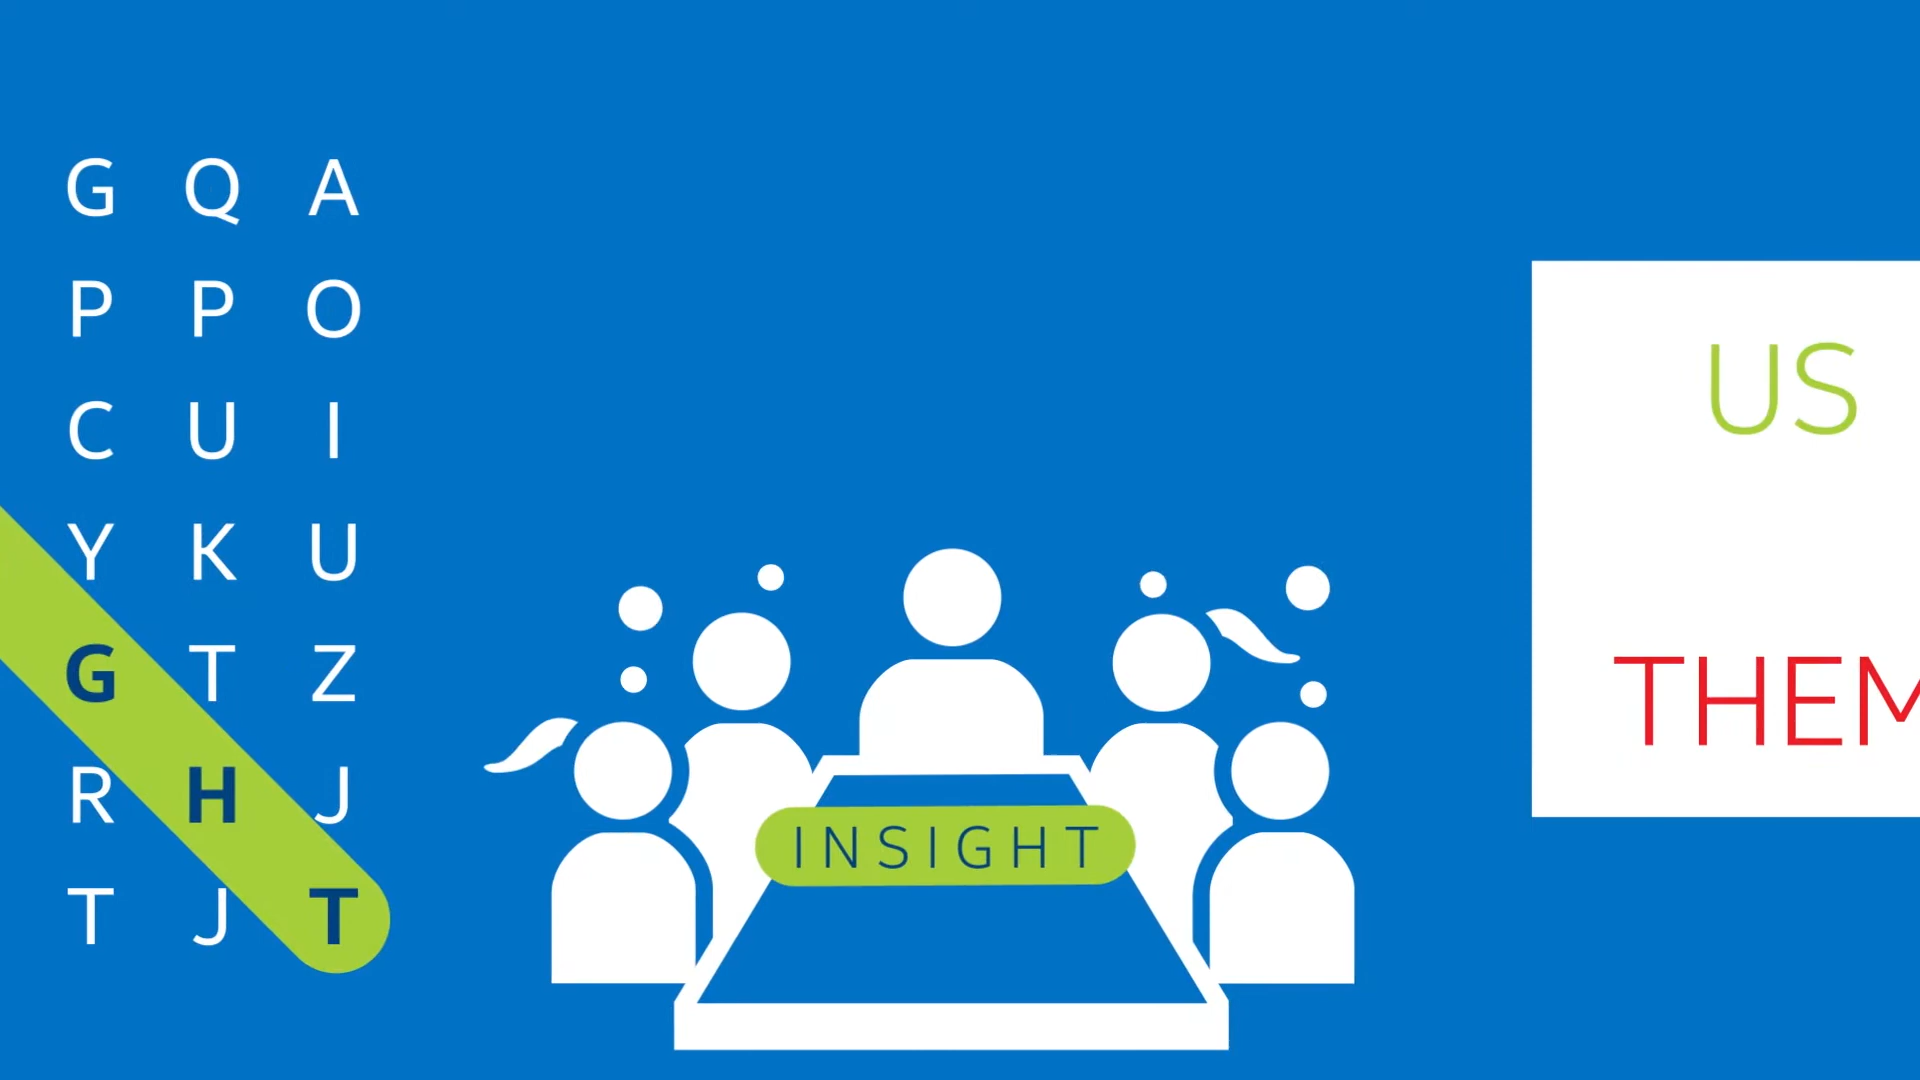 G Q A
P P O
C U I
Y K U
G T Z
R H J
T J T
INSIGHT
US
THEM